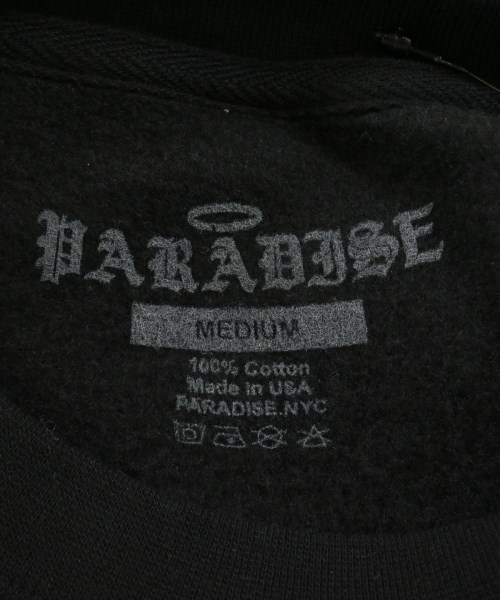 PARADISE
MEDIUM
100% Cotton
Made in USA
PARADISE.NYC